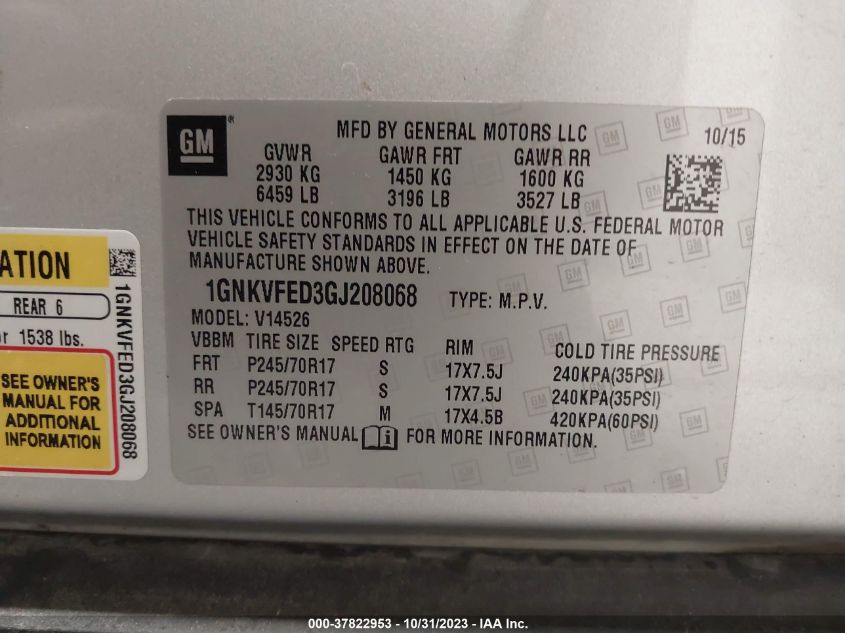 GM
MFD BY GENERAL MOTORS LLC
10/15
GVWR GAWR FRT GAWR RR
2930 KG 1450 KG 1600 KG
6459 LB 3196 LB 3527 LB
THIS VEHICLE CONFORMS TO ALL APPLICABLE U.S. FEDERAL MOTOR
VEHICLE SAFETY STANDARDS IN EFFECT ON THE DATE OF
MANUFACTURE SHOWN ABOVE.
1GNKVFED3GJ208068 TYPE: M.P.V.
MODEL: V14526
VBBM TIRE SIZE SPEED RTG RIM COLD TIRE PRESSURE
FRT P245/70R17 S 17X7.5J 240KPA(35PSI)
RR P245/70R17 S 17X7.5J 240KPA(35PSI)
SPA T145/70R17 M 17X4.5B 420KPA(60PSI)
SEE OWNER'S MANUAL FOR MORE INFORMATION.
REAR 6
1538 lbs.
SEE OWNER'S
MANUAL FOR
ADDITIONAL
INFORMATION
1GNKVFED3GJ208068
000-37822953 - 10/31/2023 - IAA Inc.